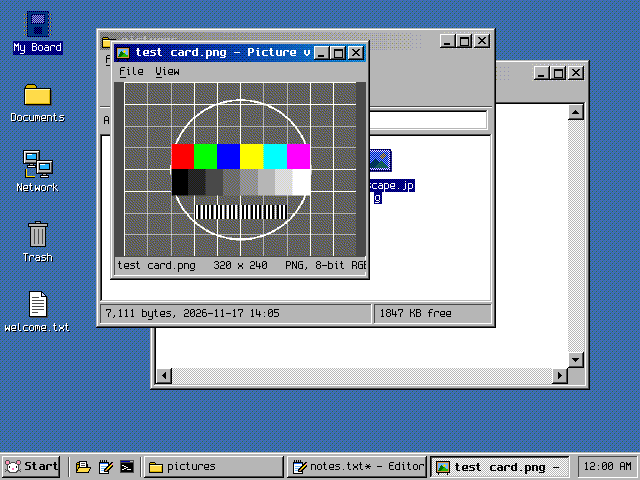 My Board
Documents
Network
Trash
welcome.txt
test card.png - Picture v
File View
test card.png 320 x 240 PNG, 8-bit RGB
scape.jp
g
7,111 bytes, 2026-11-17 14:05
1847 KB free
Start
pictures
notes.txt* - Editor
test card.png -
12:00 AM